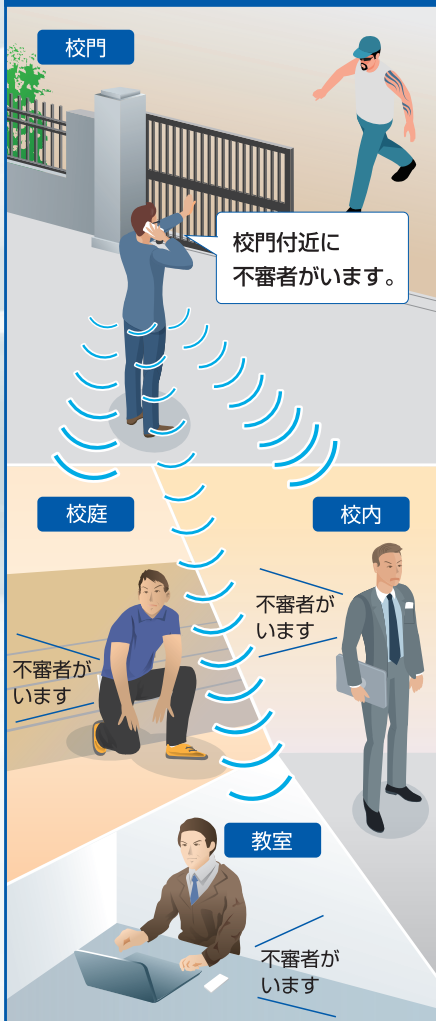 校門
校門付近に
不審者がいます。
校庭
校内
不審者が
います
不審者が
います
教室
不審者が
います